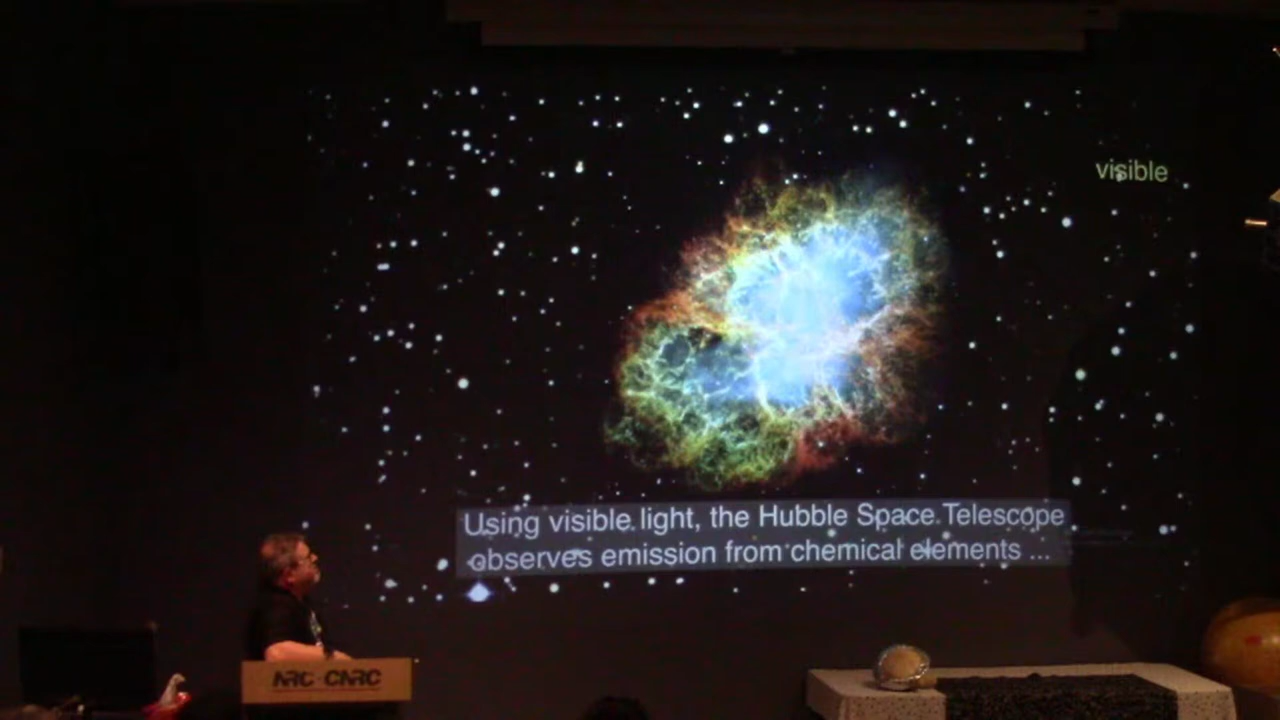 visible
Using visible light, the Hubble Space Telescope
observes emission from chemical elements ...
NRC CNRC